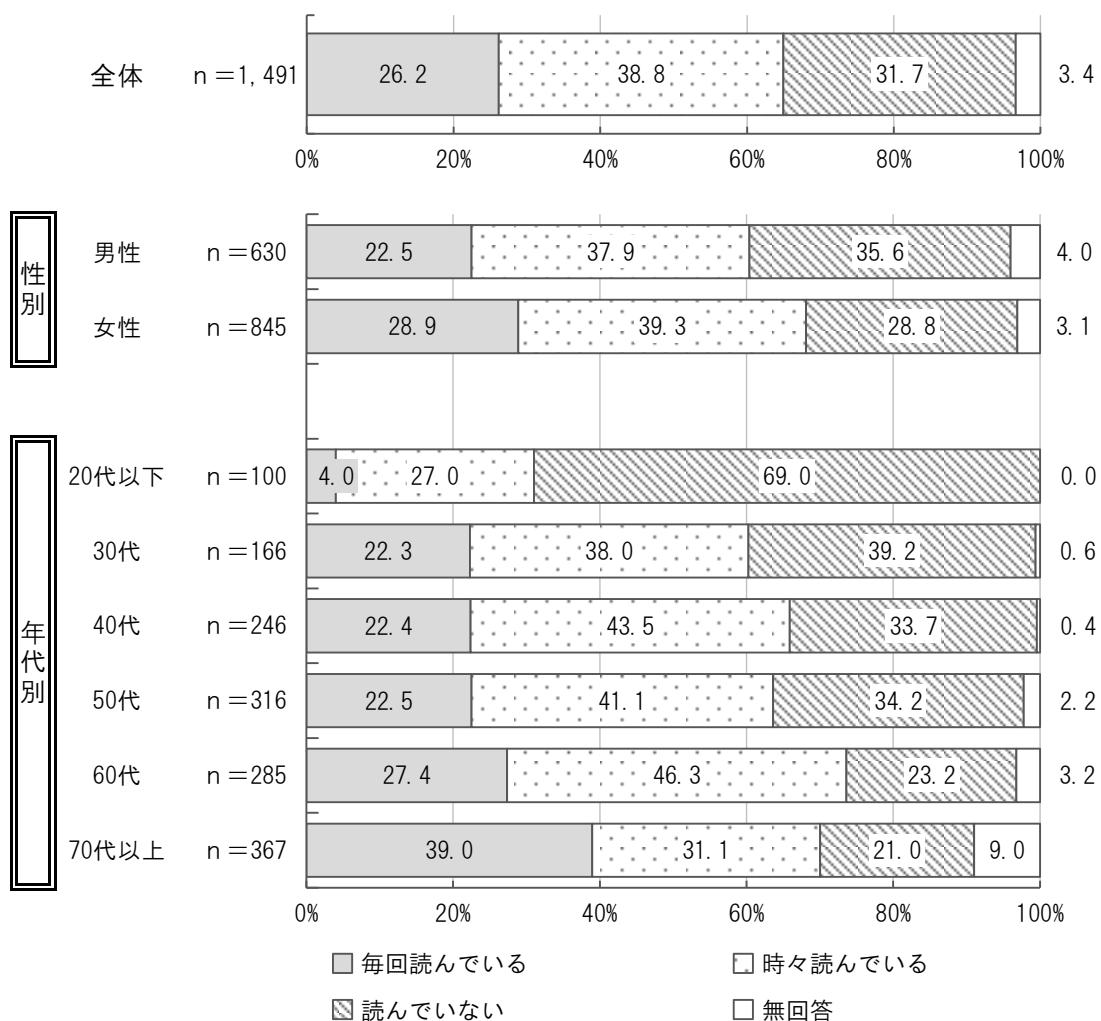 全体 n＝1,491 26.2 38.8 31.7 3.4
0% 20% 40% 60% 80% 100%
性別
男性 n＝630 22.5 37.9 35.6 4.0
女性 n＝845 28.9 39.3 28.8 3.1
年代別
20代以下 n＝100 4.0 27.0 69.0 0.0
30代 n＝166 22.3 38.0 39.2 0.6
40代 n＝246 22.4 43.5 33.7 0.4
50代 n＝316 22.5 41.1 34.2 2.2
60代 n＝285 27.4 46.3 23.2 3.2
70代以上 n＝367 39.0 31.1 21.0 9.0
0% 20% 40% 60% 80% 100%
毎回読んでいる 時々読んでいる
読んでいない 無回答